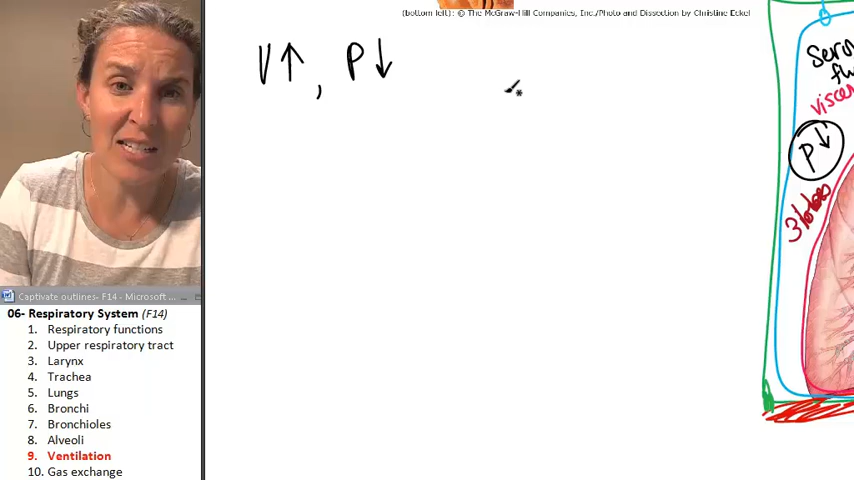 (bottom left): © The McGraw-Hill Companies, Inc./Photo and Dissection by Christine Eckel
V↑, P↓
P↓
3 lobes
Captivate outlines- F14 - Microsoft ...
06- Respiratory System (F14)
1. Respiratory functions
2. Upper respiratory tract
3. Larynx
4. Trachea
5. Lungs
6. Bronchi
7. Bronchioles
8. Alveoli
9. Ventilation
10. Gas exchange